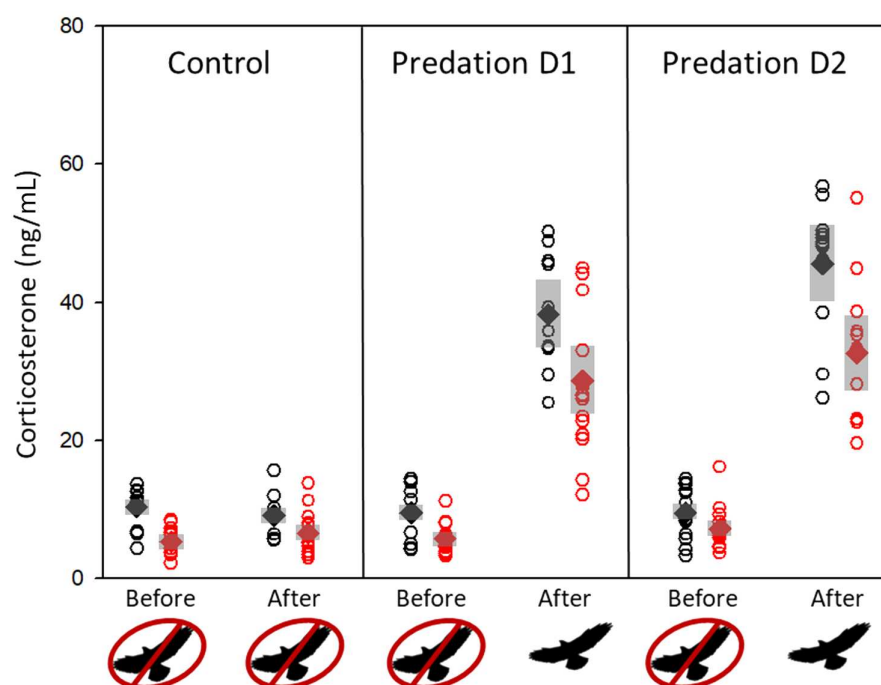 80
Control
Predation D1
Predation D2
60
Corticosterone (ng/mL)
40
20
0
Before
After
Before
After
Before
After